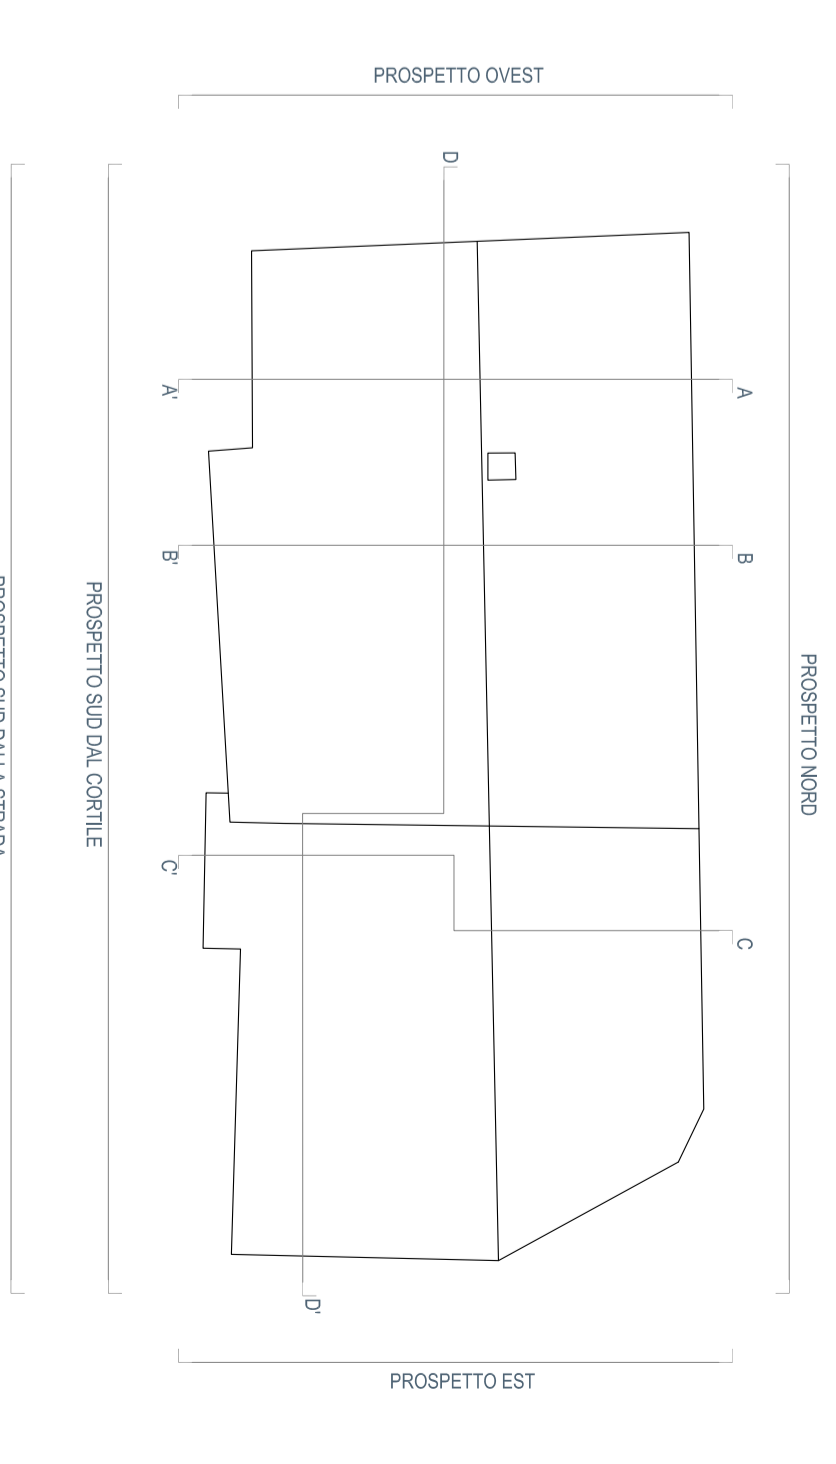 PROSPETTO OVEST
D
A'
A
B'
B
PROSPETTO SUD DAL CORTILE
PROSPETTO NORD
C'
C
D'
PROSPETTO EST